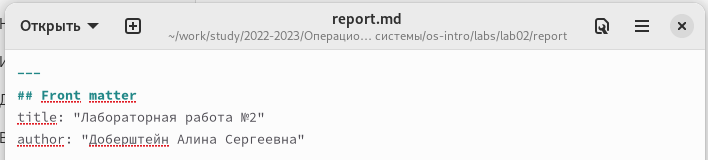 Открыть
report.md
~/work/study/2022-2023/Операцио… системы/os-intro/labs/lab02/report
---
## Front matter
title: "Лабораторная работа №2"
author: "Доберштейн Алина Сергеевна"